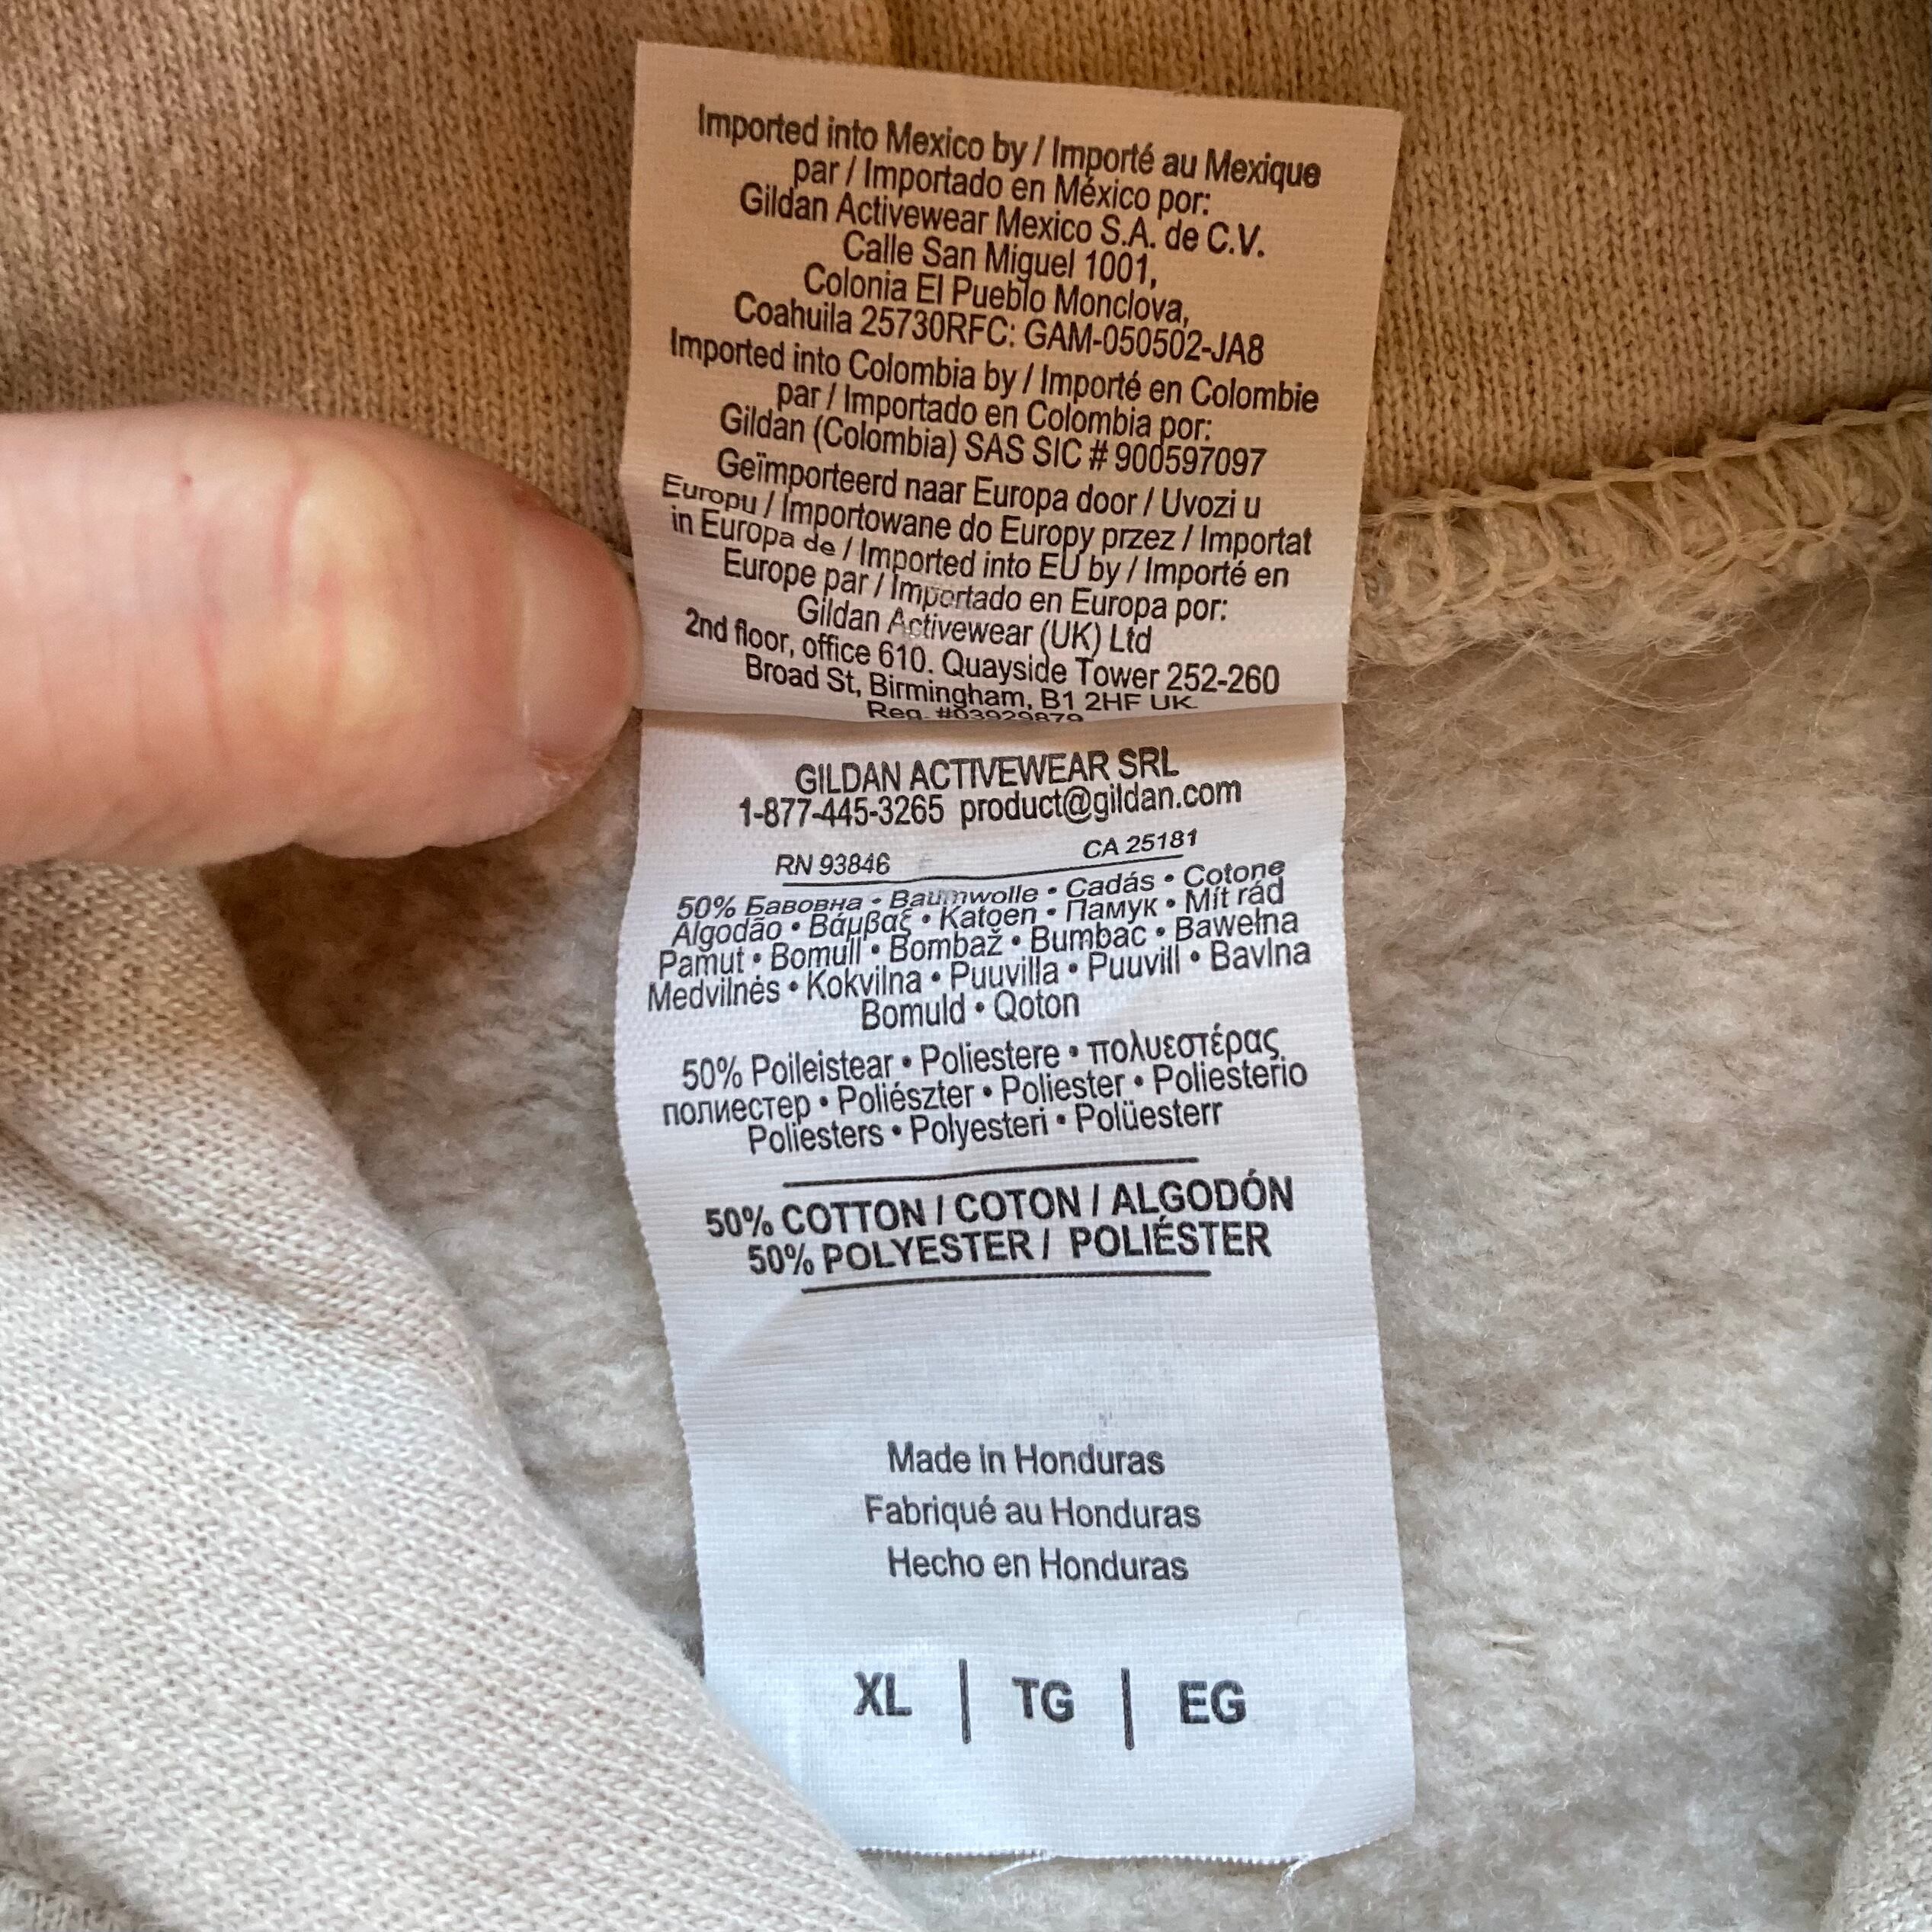 Imported into Mexico by / Importé au Mexique
par / Importado en México por:
Gildan Activewear Mexico S.A. de C.V.
Calle San Miguel 1001,
Colonia El Pueblo Monclova,
Coahuila 25730RFC: GAM-050502-JA8
Imported into Colombia by / Importé en Colombie
par / Importado en Colombia por:
Gildan (Colombia) SAS SIC # 900597097
Geïmporteerd naar Europa door / Uvozi u
Europu / Importowane do Europy przez / Importat
in Europa de / Imported into EU by / Importé en
Europe par / Importado en Europa por:
Gildan Activewear (UK) Ltd
2nd floor, office 610. Quayside Tower 252-260
Broad St, Birmingham, B1 2HF UK.
Reg. #03929879
GILDAN ACTIVEWEAR SRL
1-877-445-3265 product@gildan.com
RN 93846 CA 25181
50% Бавовна • Baumwolle • Cadás • Cotone
Algodão • Βάμβαξ • Katoen • Памук • Mít rád
Pamut • Bomull • Bombaž • Bumbac • Bawełna
Medvilnės • Kokvilna • Puuvilla • Puuvill • Bavlna
Bomuld • Qoton
50% Poileistear • Poliestere • πολυεστέρας
полиестер • Poliészter • Poliester • Poliesterio
Poliesters • Polyesteri • Polüesterr
50% COTTON / COTON / ALGODÓN
50% POLYESTER / POLIÉSTER
Made in Honduras
Fabriqué au Honduras
Hecho en Honduras
XL | TG | EG